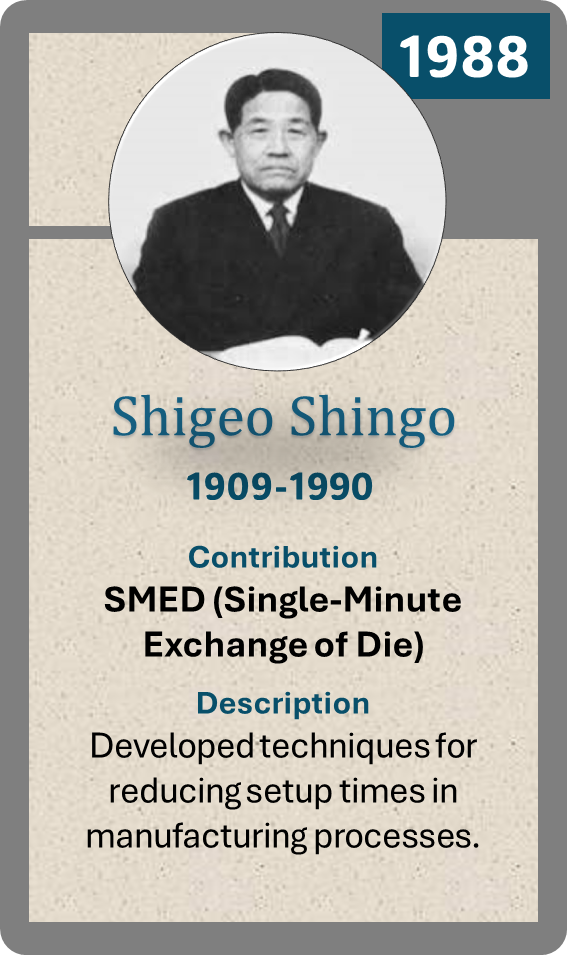 1988
Shigeo Shingo
1909-1990
Contribution
SMED (Single-Minute
Exchange of Die)
Description
Developed techniques for
reducing setup times in
manufacturing processes.